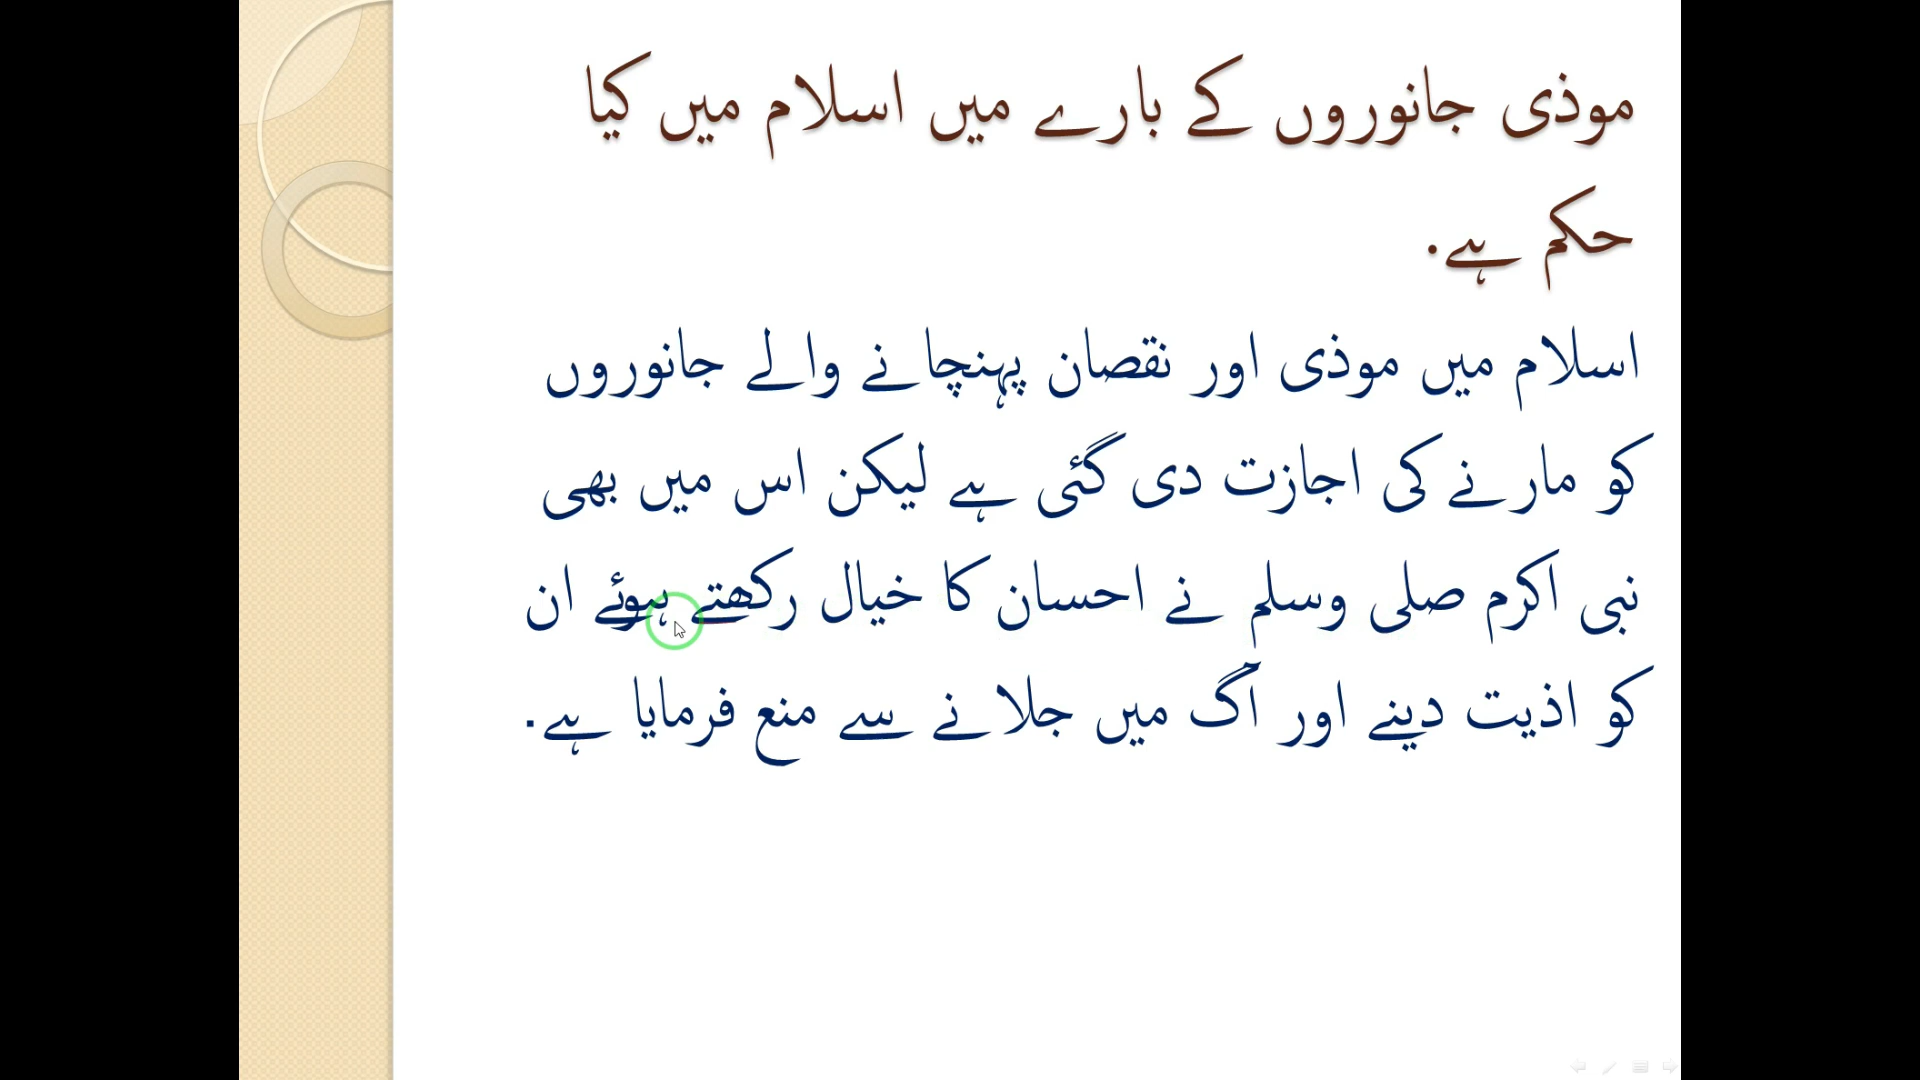 موذی جانوروں کے بارے میں اسلام میں کیا
حکم ہے.
اسلام میں موذی اور نقصان پہنچانے والے جانوروں
کو مارنے کی اجازت دی گئی ہے لیکن اس میں بھی
نبی اکرم صلی وسلم نے احسان کا خیال رکھتے ہوئے ان
کو اذیت دینے اور آگ میں جلانے سے منع فرمایا ہے.